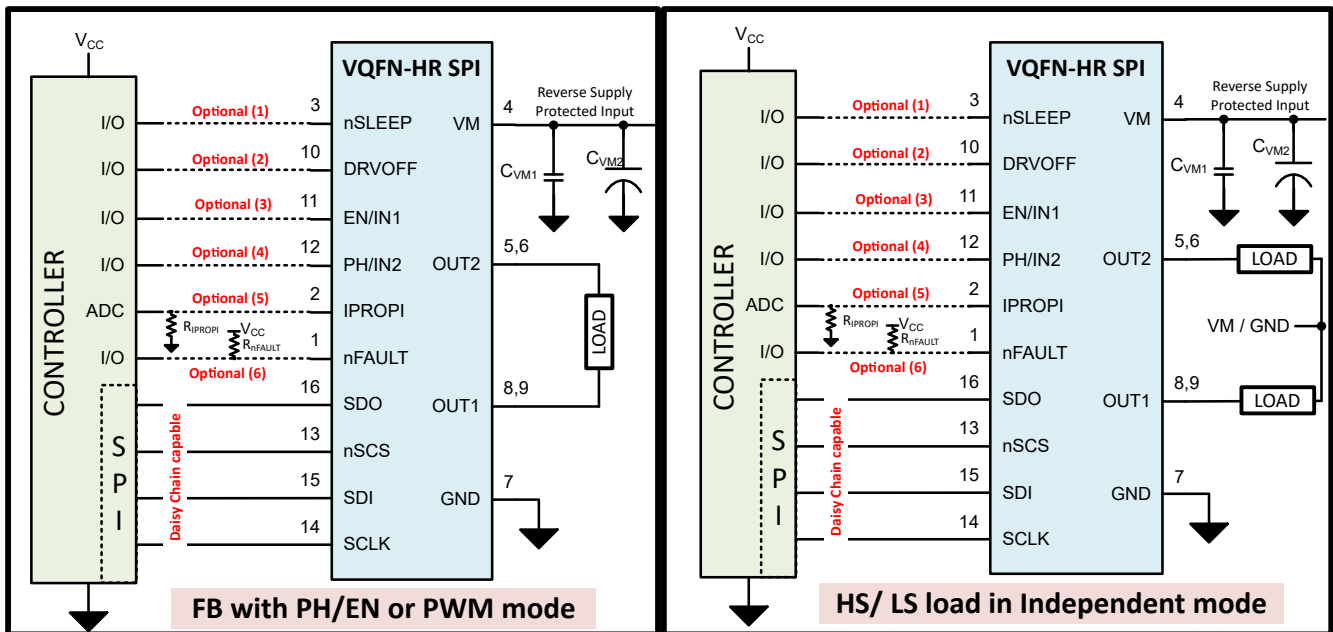 VCC
CONTROLLER
I/O
I/O
I/O
I/O
ADC
I/O
SPI
Optional (1)
Optional (2)
Optional (3)
Optional (4)
Optional (5)
RIPROPI
VCC
RnFAULT
Optional (6)
Daisy Chain capable
3
10
11
12
2
1
16
13
15
14
VQFN-HR SPI
nSLEEP
DRVOFF
EN/IN1
PH/IN2
IPROPI
nFAULT
SDO
nSCS
SDI
SCLK
VM
OUT2
OUT1
GND
4
5,6
8,9
7
Reverse Supply
Protected Input
CVM1
CVM2
LOAD
FB with PH/EN or PWM mode
VCC
CONTROLLER
I/O
I/O
I/O
I/O
ADC
I/O
SPI
Optional (1)
Optional (2)
Optional (3)
Optional (4)
Optional (5)
RIPROPI
VCC
RnFAULT
Optional (6)
Daisy Chain capable
3
10
11
12
2
1
16
13
15
14
VQFN-HR SPI
nSLEEP
DRVOFF
EN/IN1
PH/IN2
IPROPI
nFAULT
SDO
nSCS
SDI
SCLK
VM
OUT2
OUT1
GND
4
5,6
8,9
7
Reverse Supply
Protected Input
CVM1
CVM2
LOAD
VM / GND
LOAD
HS/ LS load in Independent mode